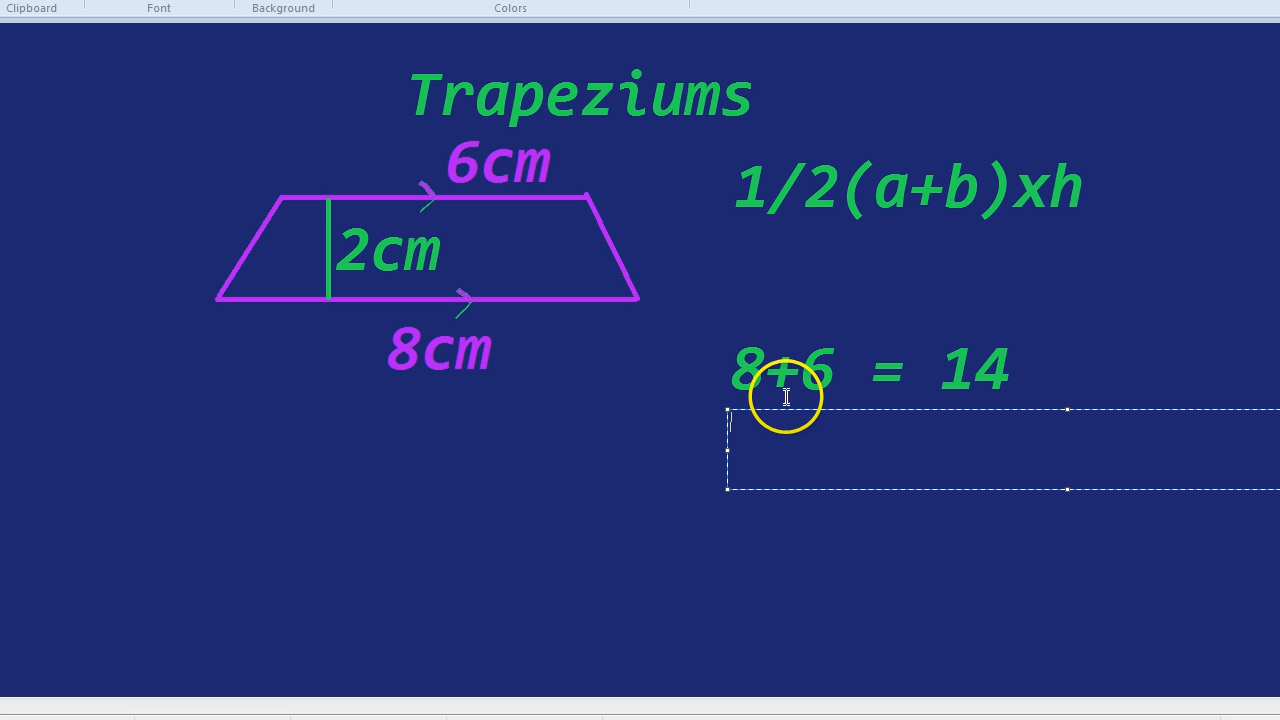 Clipboard Font Background Colors
Trapeziums
6cm
1/2(a+b)xh
2cm
8cm
8+6 = 14